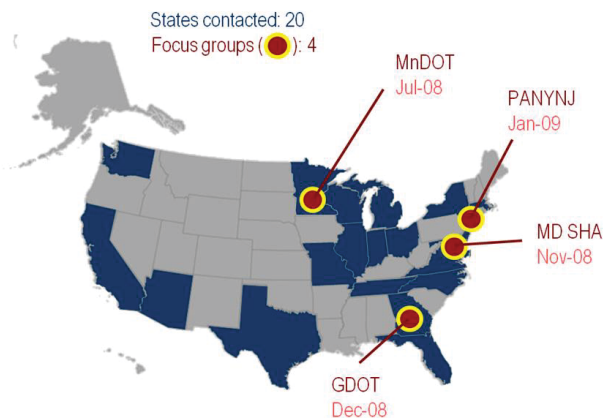 States contacted: 20
Focus groups ( ): 4
MnDOT
Jul-08
PANYNJ
Jan-09
MD SHA
Nov-08
GDOT
Dec-08